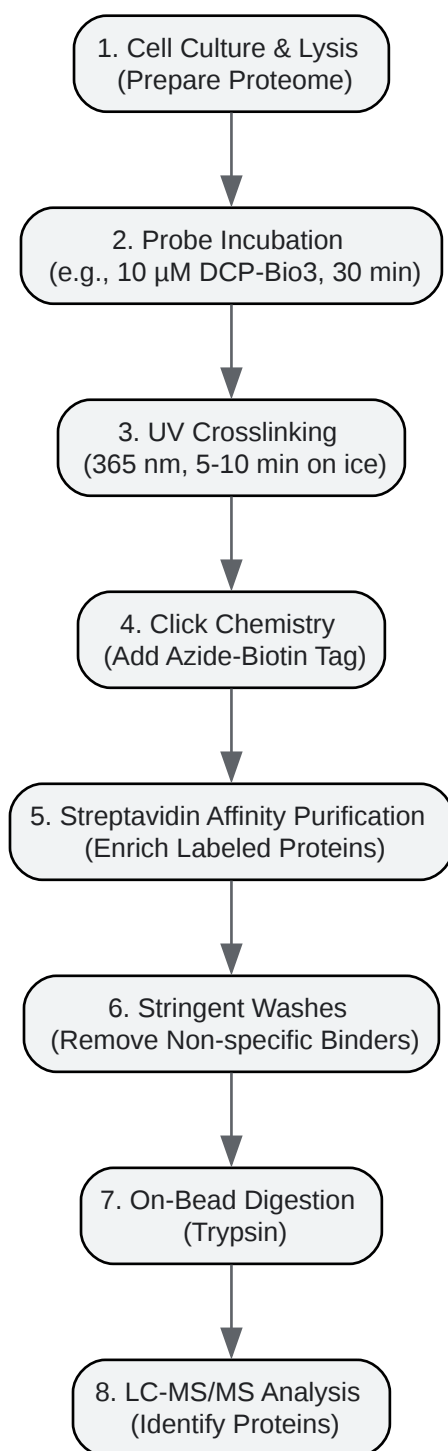 1. Cell Culture & Lysis
(Prepare Proteome)
2. Probe Incubation
(e.g., 10 µM DCP-Bio3, 30 min)
3. UV Crosslinking
(365 nm, 5-10 min on ice)
4. Click Chemistry
(Add Azide-Biotin Tag)
5. Streptavidin Affinity Purification
(Enrich Labeled Proteins)
6. Stringent Washes
(Remove Non-specific Binders)
7. On-Bead Digestion
(Trypsin)
8. LC-MS/MS Analysis
(Identify Proteins)